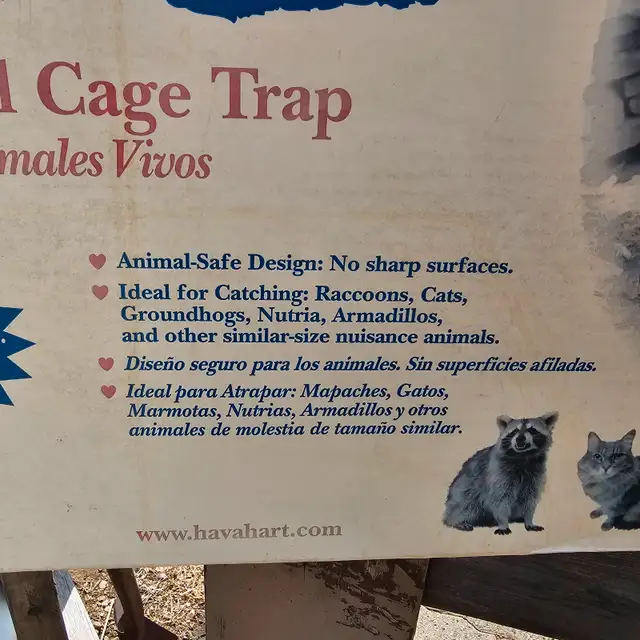 Cage Trap
males Vivos
Animal-Safe Design: No sharp surfaces.
Ideal for Catching: Raccoons, Cats,
Groundhogs, Nutria, Armadillos,
and other similar-size nuisance animals.
Diseño seguro para los animales. Sin superficies afiladas.
Ideal para Atrapar: Mapaches, Gatos,
Marmotas, Nutrias, Armadillos y otros
animales de molestia de tamaño similar.
www.havahart.com